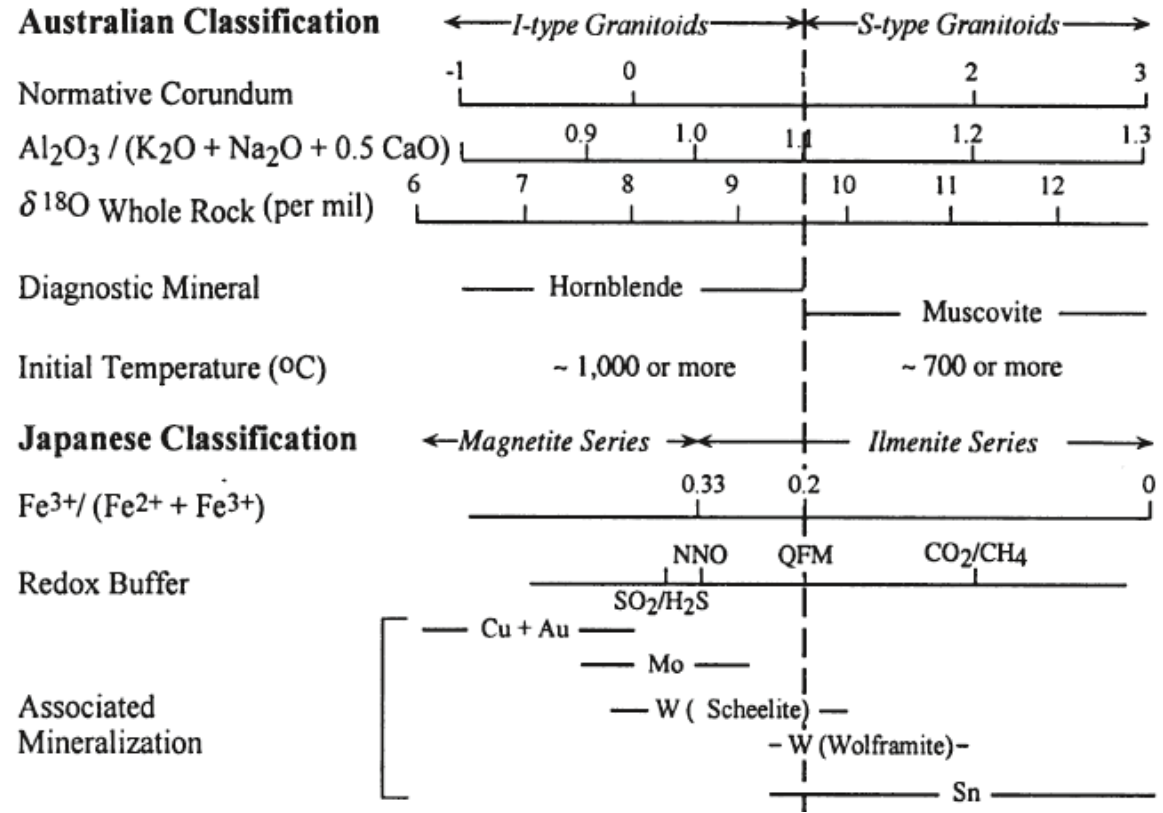 Australian Classification I-type Granitoids S-type Granitoids
-1 0 2 3
Normative Corundum
0.9 1.0 1.1 1.2 1.3
Al2O3 / (K2O + Na2O + 0.5 CaO)
6 7 8 9 10 11 12
δ 18O Whole Rock (per mil)
Diagnostic Mineral Hornblende
Muscovite
Initial Temperature (oC) ~ 1,000 or more ~ 700 or more
Japanese Classification Magnetite Series Ilmenite Series
0.33 0.2 0
Fe3+/ (Fe2+ + Fe3+)
NNO QFM CO2/CH4
Redox Buffer
SO2/H2S
Cu + Au
Mo
Associated W ( Scheelite)
Mineralization W (Wolframite)
Sn